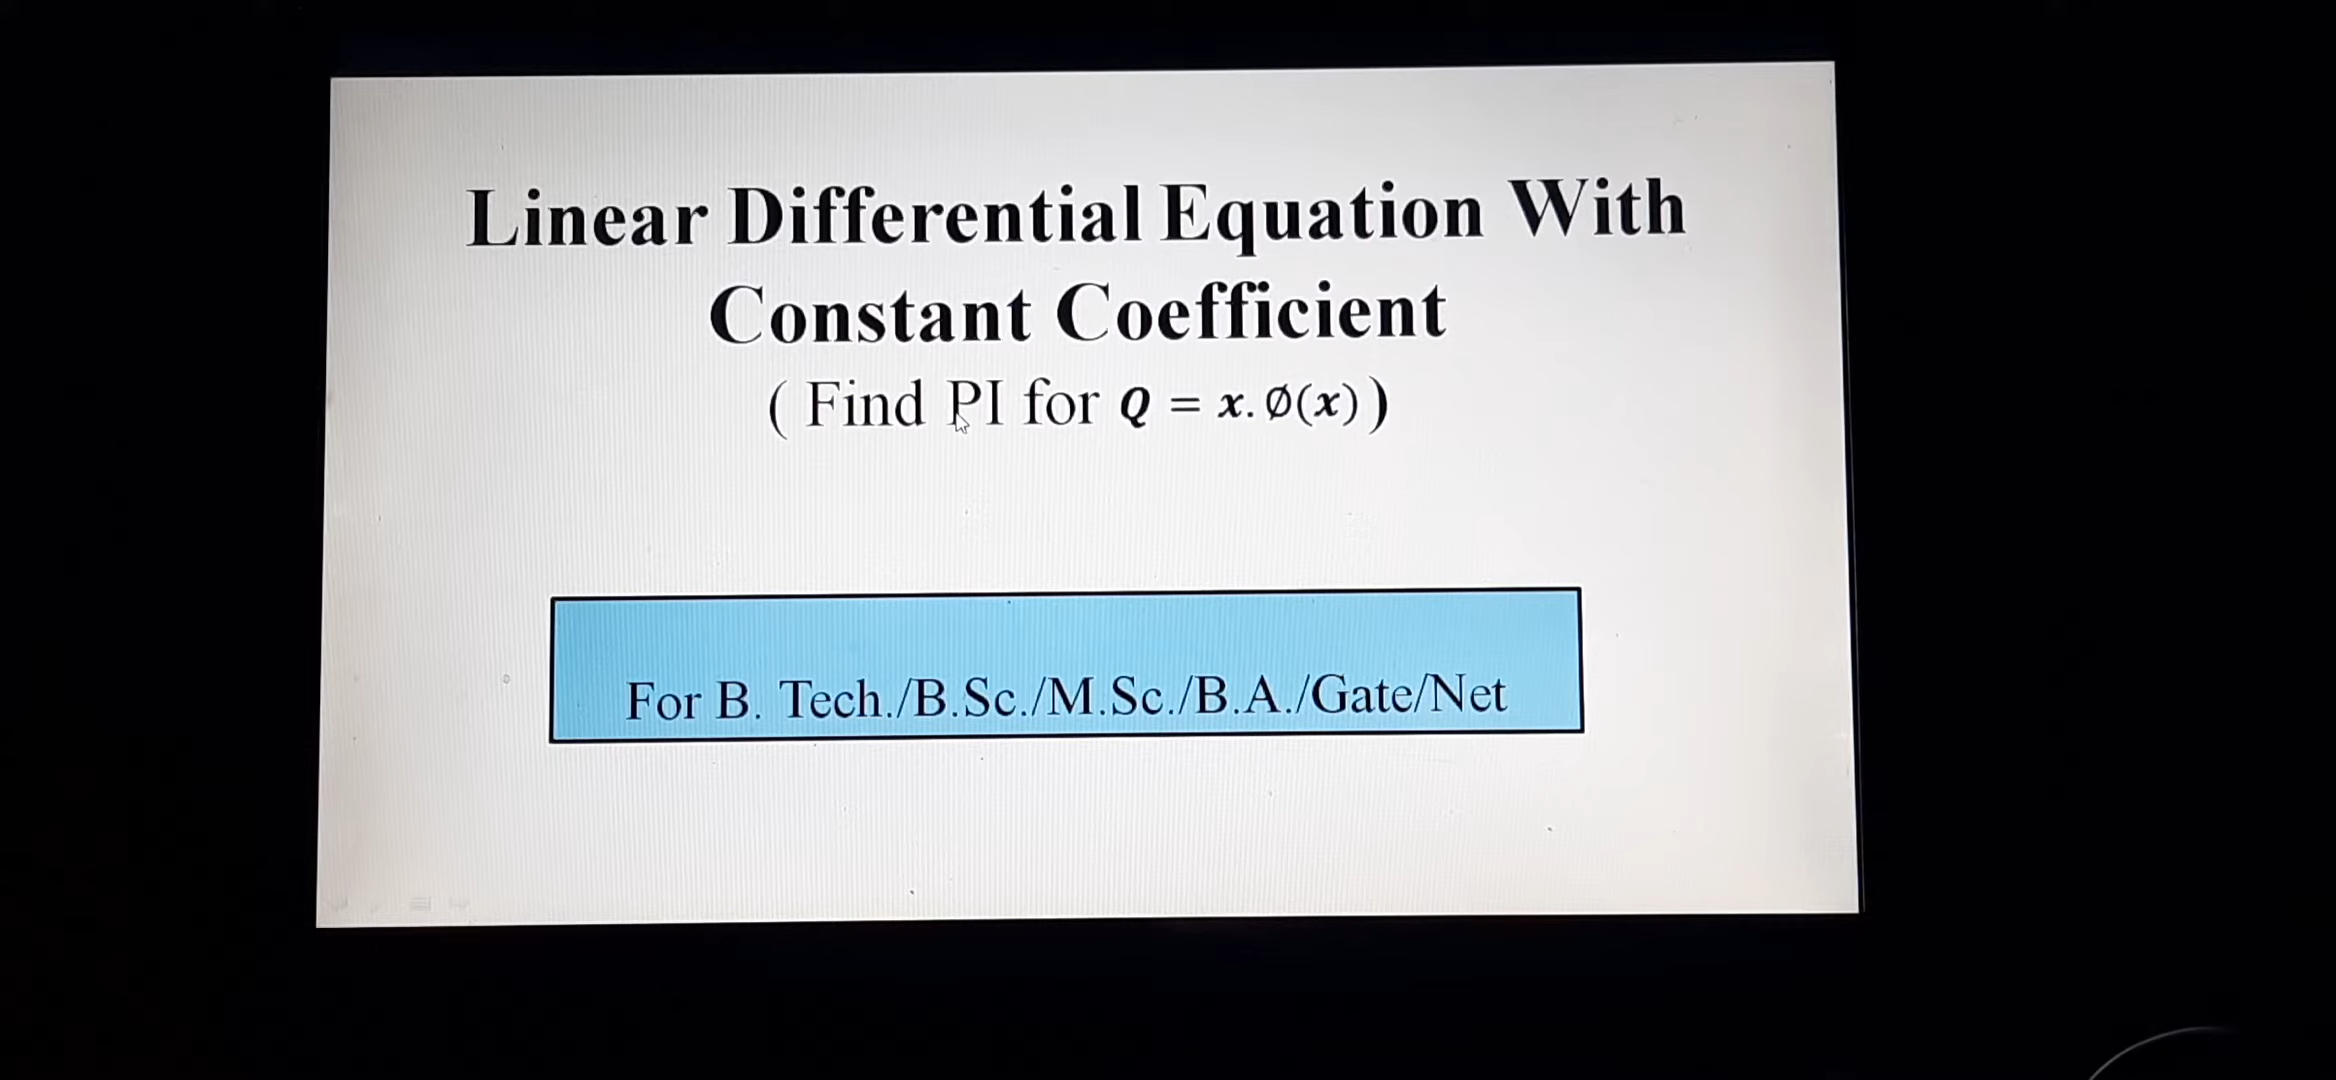 Linear Differential Equation With
Constant Coefficient
( Find PI for Q = x. Ø(x) )
For B. Tech./B.Sc./M.Sc./B.A./Gate/Net